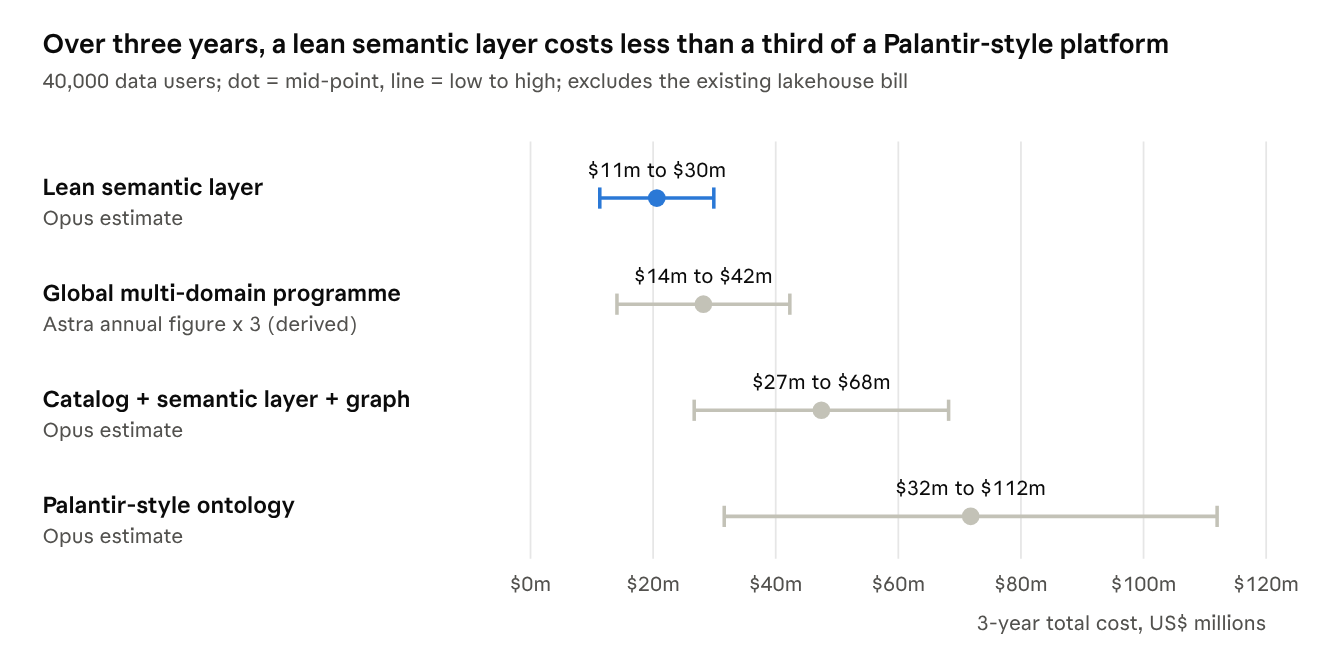 Over three years, a lean semantic layer costs less than a third of a Palantir-style platform
40,000 data users; dot = mid-point, line = low to high; excludes the existing lakehouse bill
Lean semantic layer
Opus estimate
$11m to $30m
Global multi-domain programme
Astra annual figure x 3 (derived)
$14m to $42m
Catalog + semantic layer + graph
Opus estimate
$27m to $68m
Palantir-style ontology
Opus estimate
$32m to $112m
$0m $20m $40m $60m $80m $100m $120m
3-year total cost, US$ millions